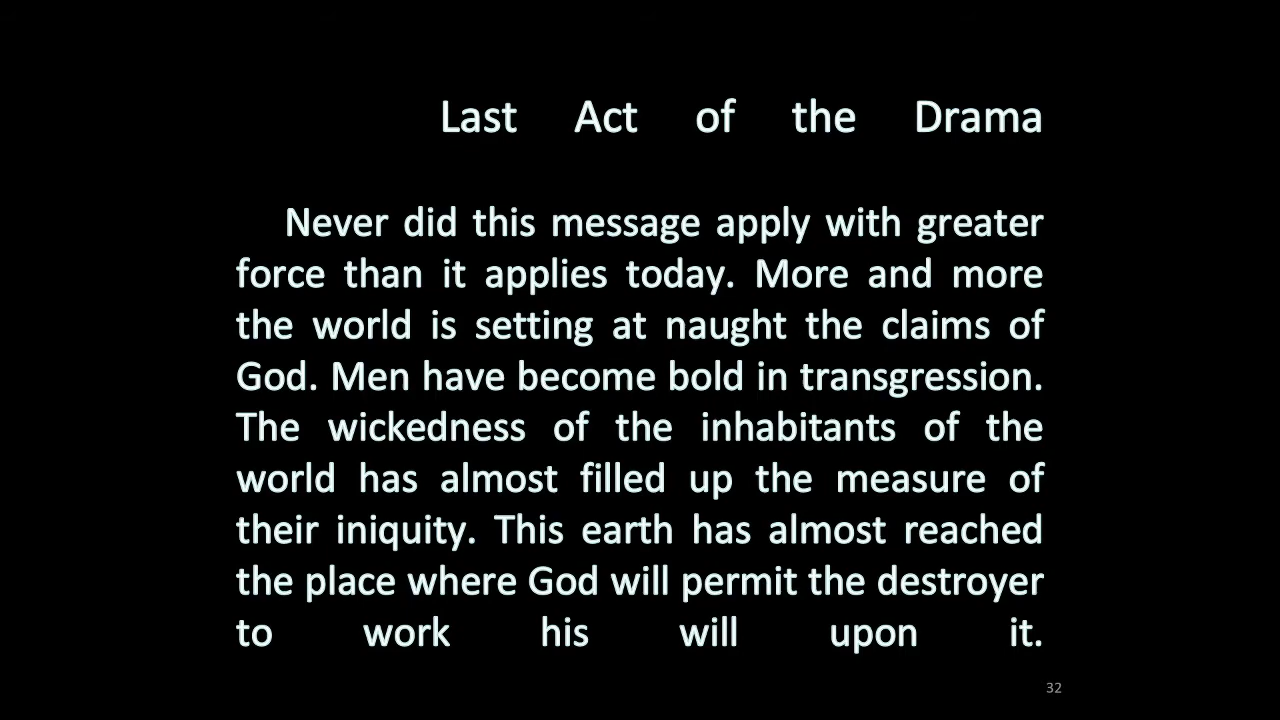 Last Act of the Drama
Never did this message apply with greater
force than it applies today. More and more
the world is setting at naught the claims of
God. Men have become bold in transgression.
The wickedness of the inhabitants of the
world has almost filled up the measure of
their iniquity. This earth has almost reached
the place where God will permit the destroyer
to work his will upon it.
32